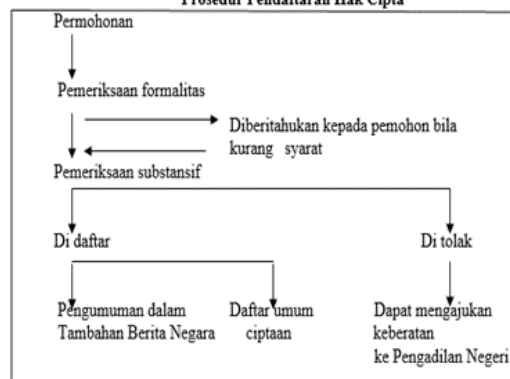 Prosedur Pendaftaran Hak Cipta
Permohonan
Pemeriksaan formalitas
Diberitahukan kepada pemohon bila
kurang syarat
Pemeriksaan substansif
Di daftar
Di tolak
Pengumuman dalam
Tambahan Berita Negara
Daftar umum
ciptaan
Dapat mengajukan
keberatan
ke Pengadilan Negeri